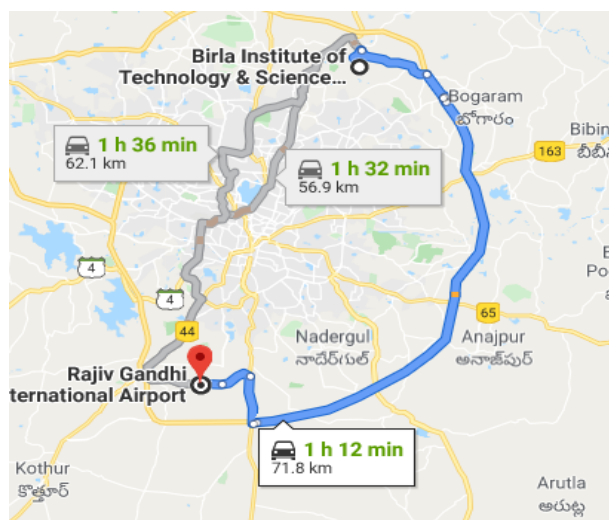 Birla Institute of
Technology & Science...
Bogaram
బోగారం
163
1 h 36 min
62.1 km
1 h 32 min
56.9 km
4
4
44
65
Nadergul
నాదేర్‌గుల్
Anajpur
అనాజ్‌పుర్
Rajiv Gandhi
nternational Airport
1 h 12 min
71.8 km
Kothur
కొత్తూర్
Arutla
అరుట్ల